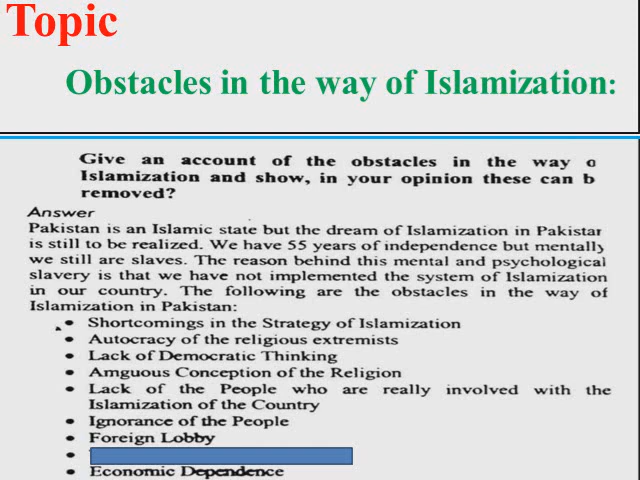 Topic
Obstacles in the way of Islamization:
Give an account of the obstacles in the way o
Islamization and show, in your opinion these can b
removed?
Answer
Pakistan is an Islamic state but the dream of Islamization in Pakistan
is still to be realized. We have 55 years of independence but mentally
we still are slaves. The reason behind this mental and psychological
slavery is that we have not implemented the system of Islamization
in our country. The following are the obstacles in the way of
Islamization in Pakistan:
• Shortcomings in the Strategy of Islamization
• Autocracy of the religious extremists
• Lack of Democratic Thinking
• Amguous Conception of the Religion
• Lack of the People who are really involved with the
Islamization of the Country
• Ignorance of the People
• Foreign Lobby
•
• Economic Dependence